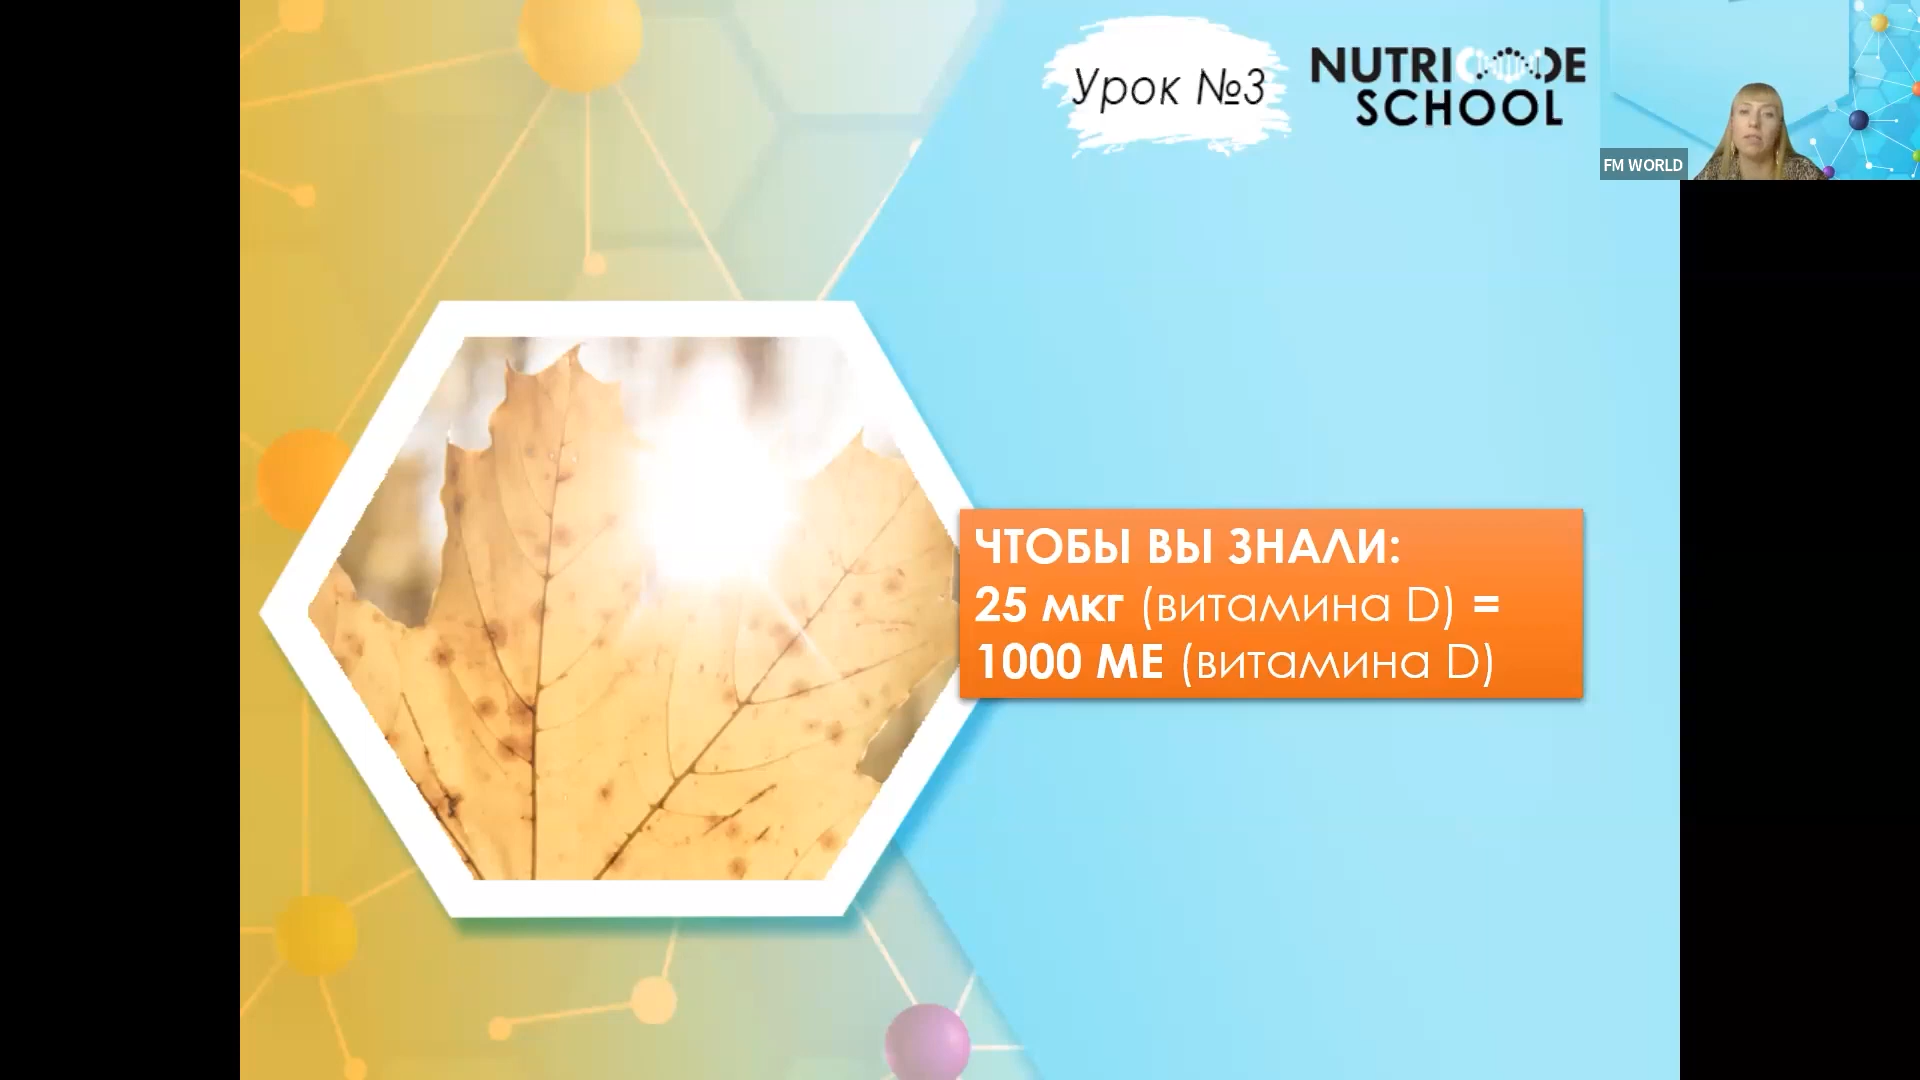 Урок №3
NUTRICODE
SCHOOL
FM WORLD
ЧТОБЫ ВЫ ЗНАЛИ:
25 мкг (витамина D) =
1000 МЕ (витамина D)